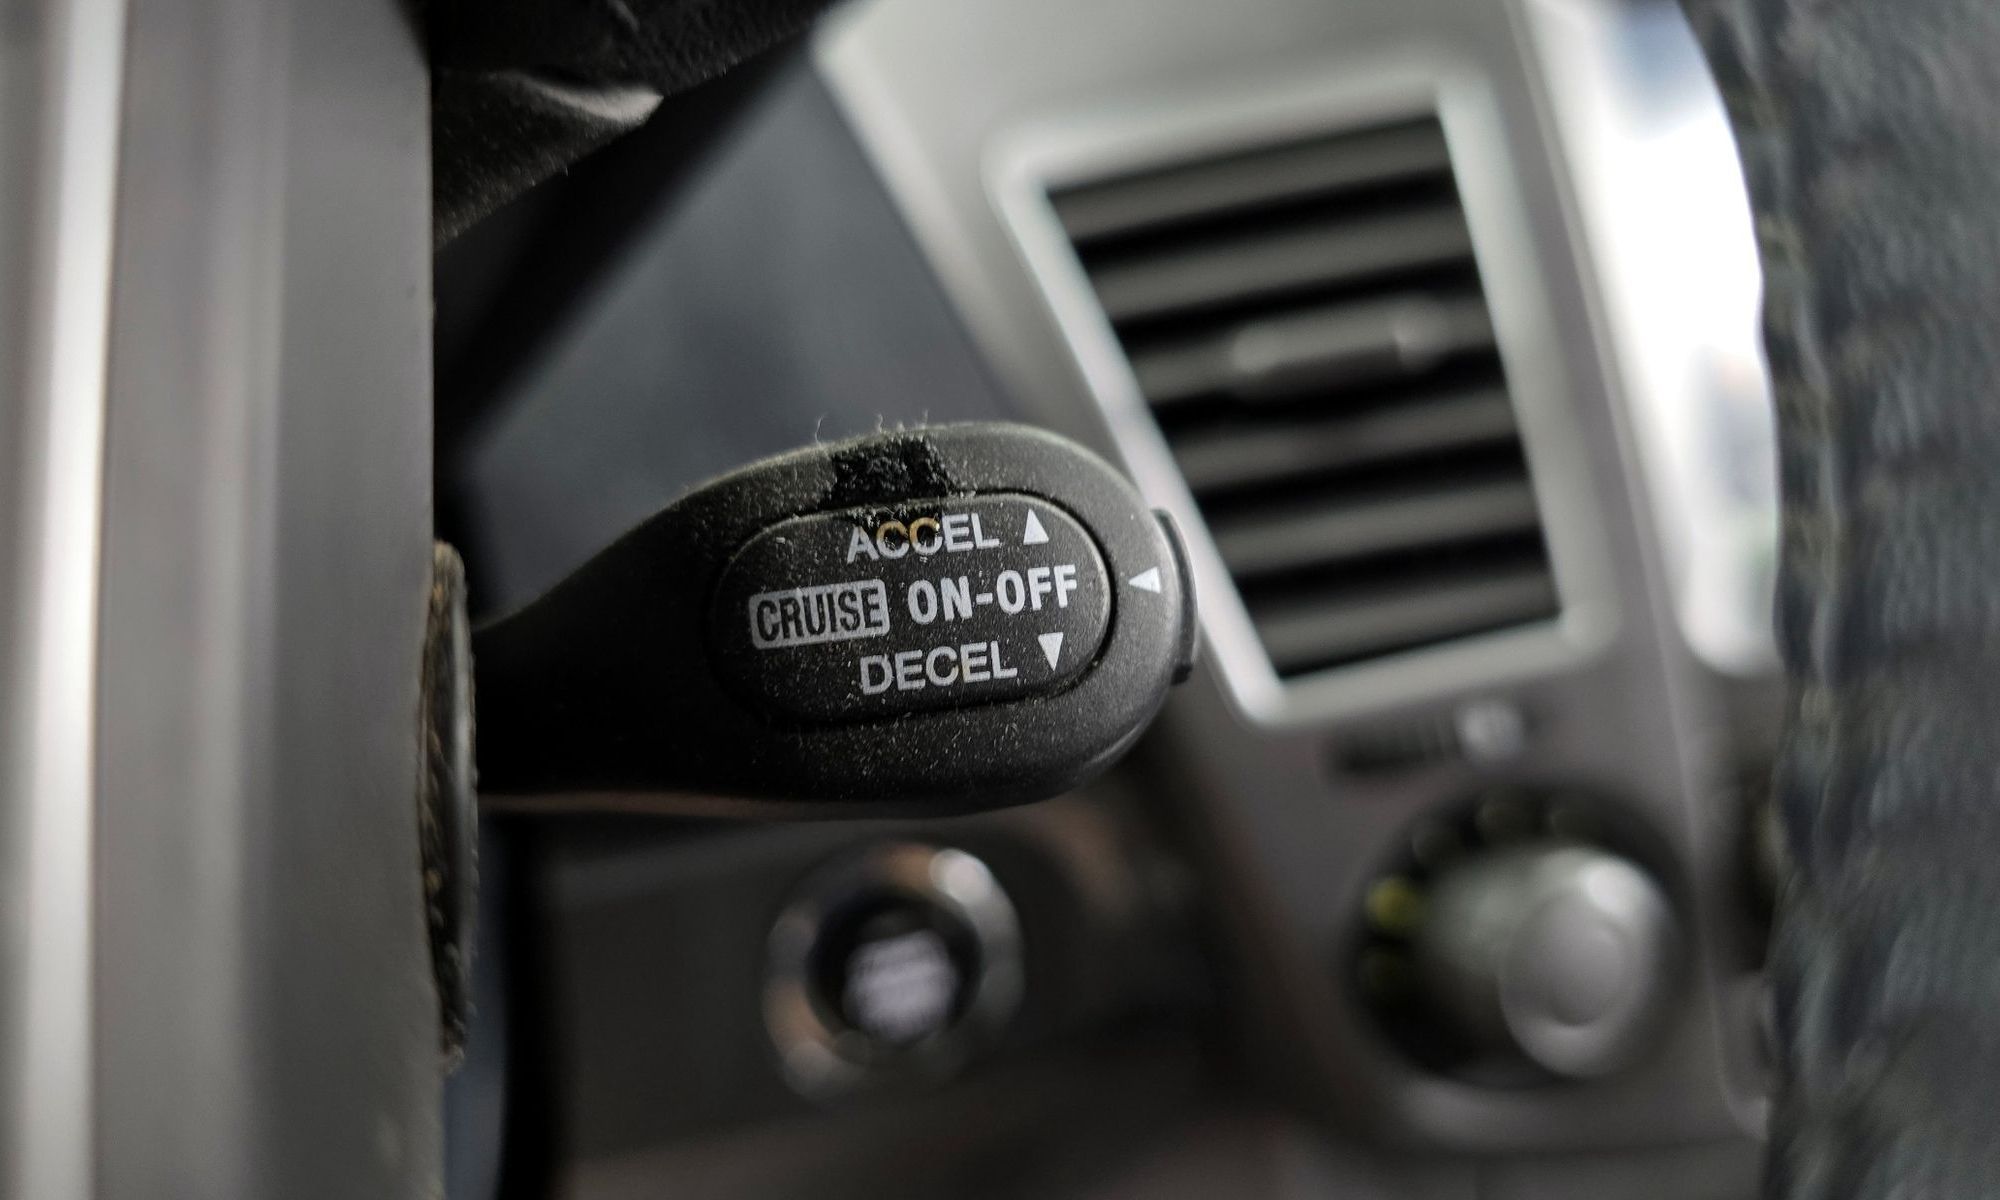 ACCEL ▲
CRUISE ON-OFF ◀
DECEL ▼